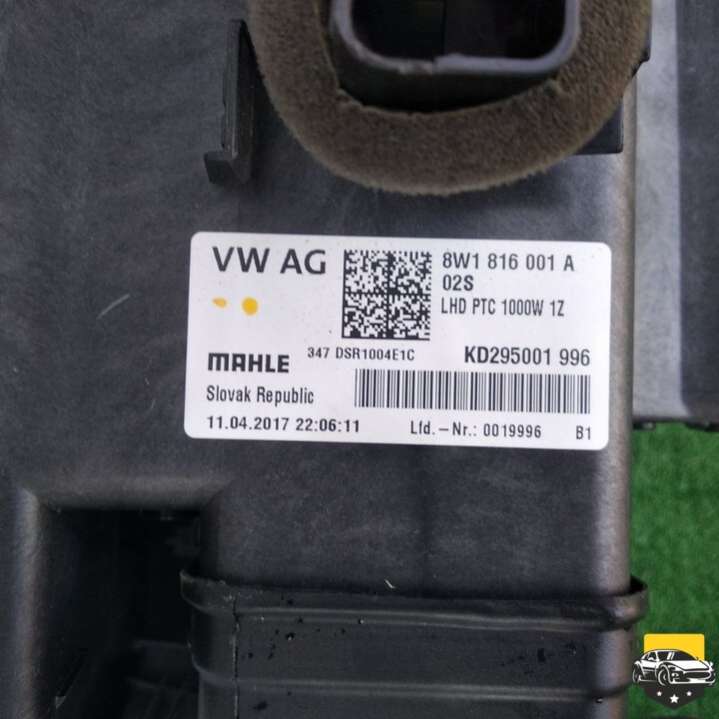 VW AG
8W1 816 001 A
02S
LHD PTC 1000W 1Z
347 DSR1004E1C
KD295001 996
MAHLE
Slovak Republic
11.04.2017 22:06:11
Lfd.-Nr.: 0019996 B1